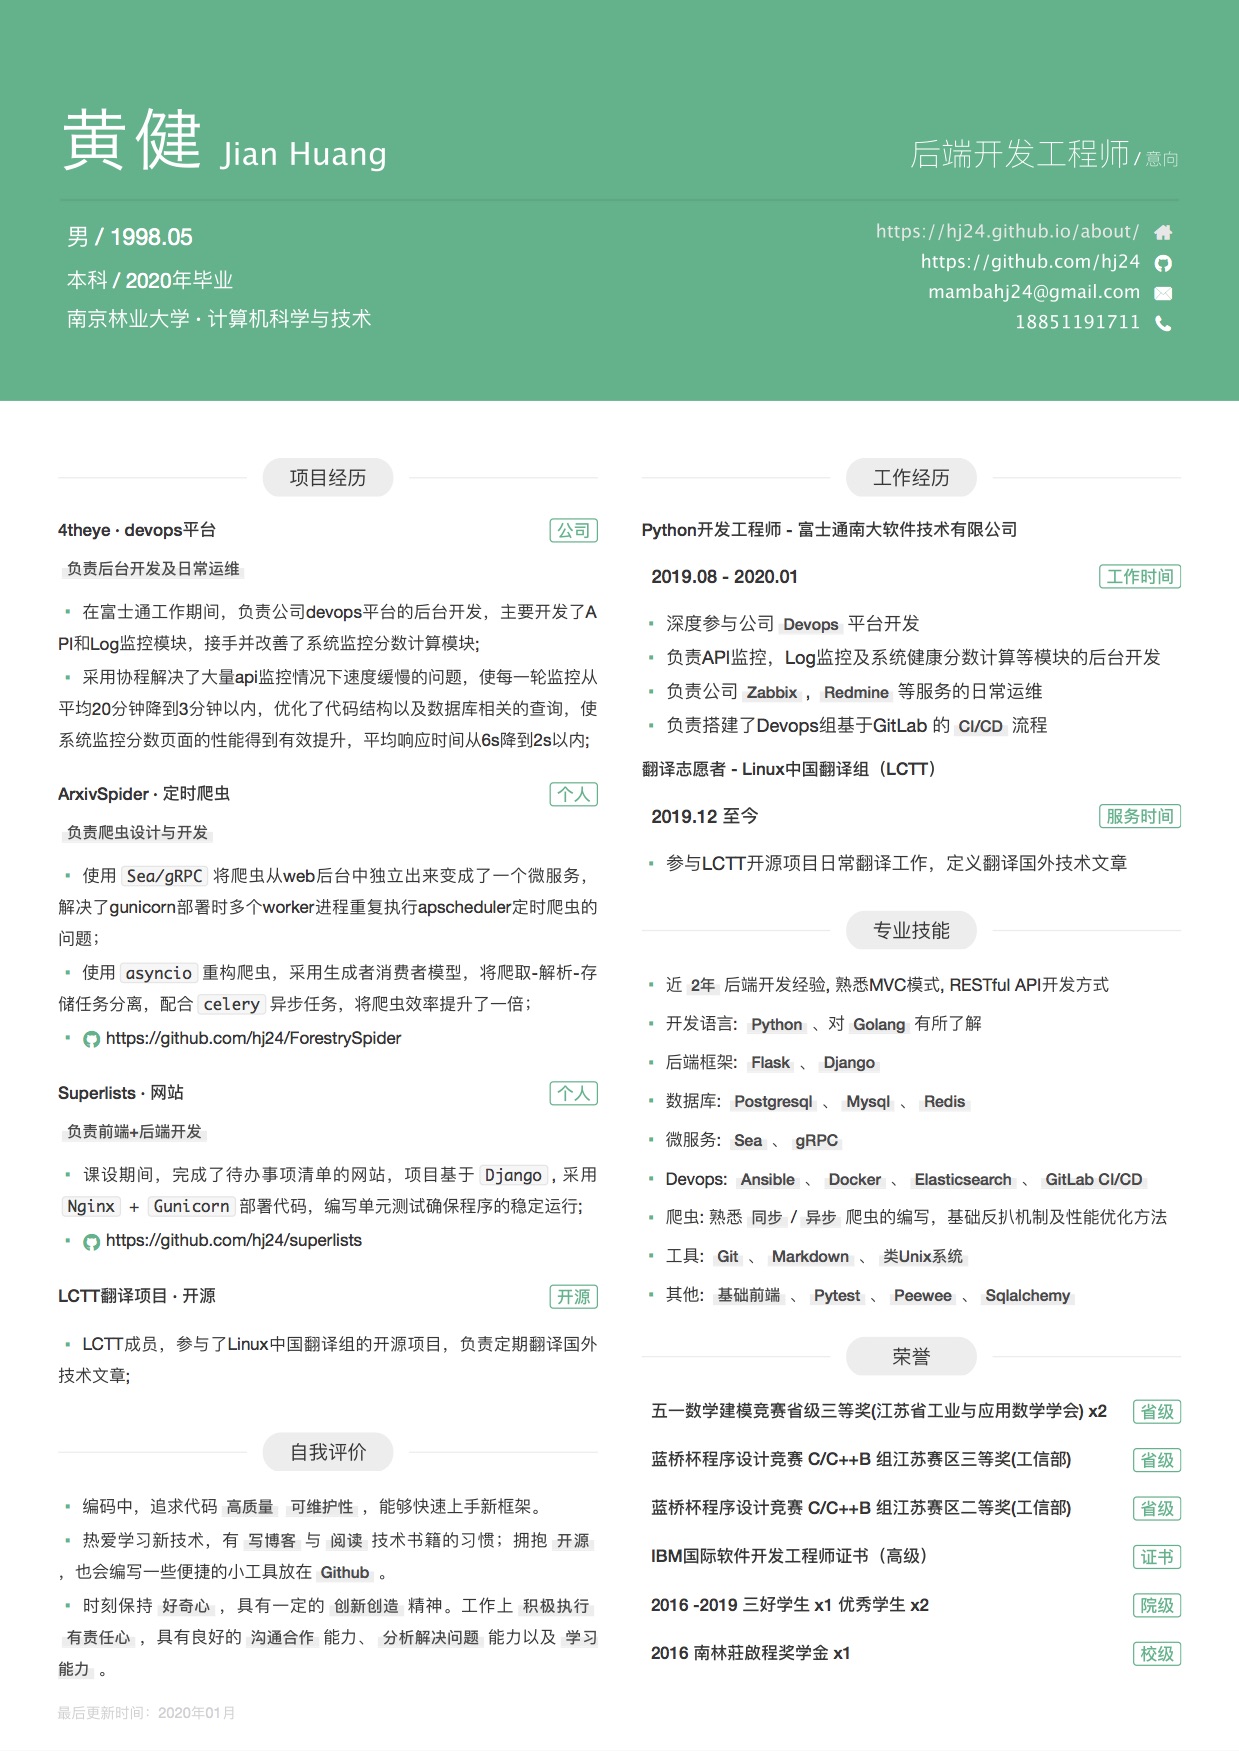 黄健 Jian Huang
后端开发工程师 / 意向
男 / 1998.05
本科 / 2020年毕业
南京林业大学 · 计算机科学与技术
https://hj24.github.io/about/
https://github.com/hj24
mambahj24@gmail.com
18851191711
项目经历
4theye · devops平台 公司
负责后台开发及日常运维
在富士通工作期间，负责公司devops平台的后台开发，主要开发了A
PI和Log监控模块，接手并改善了系统监控分数计算模块;
采用协程解决了大量api监控情况下速度缓慢的问题，使每一轮监控从
平均20分钟降到3分钟以内，优化了代码结构以及数据库相关的查询，使
系统监控分数页面的性能得到有效提升，平均响应时间从6s降到2s以内;
ArxivSpider · 定时爬虫 个人
负责爬虫设计与开发
使用 Sea/gRPC 将爬虫从web后台中独立出来变成了一个微服务，
解决了gunicorn部署时多个worker进程重复执行apscheduler定时爬虫的
问题；
使用 asyncio 重构爬虫，采用生成者消费者模型，将爬取-解析-存
储任务分离，配合 celery 异步任务，将爬虫效率提升了一倍；
https://github.com/hj24/ForestrySpider
Superlists · 网站 个人
负责前端+后端开发
课设期间，完成了待办事项清单的网站，项目基于 Django , 采用
Nginx + Gunicorn 部署代码，编写单元测试确保程序的稳定运行;
https://github.com/hj24/superlists
LCTT翻译项目 · 开源 开源
LCTT成员，参与了Linux中国翻译组的开源项目，负责定期翻译国外
技术文章;
自我评价
编码中，追求代码 高质量 可维护性 ，能够快速上手新框架。
热爱学习新技术，有 写博客 与 阅读 技术书籍的习惯；拥抱 开源
，也会编写一些便捷的小工具放在 Github 。
时刻保持 好奇心 ，具有一定的 创新创造 精神。工作上 积极执行
有责任心 ，具有良好的 沟通合作 能力、 分析解决问题 能力以及 学习
能力 。
最后更新时间：2020年01月
工作经历
Python开发工程师 - 富士通南大软件技术有限公司
2019.08 - 2020.01 工作时间
深度参与公司 Devops 平台开发
负责API监控，Log监控及系统健康分数计算等模块的后台开发
负责公司 Zabbix ，Redmine 等服务的日常运维
负责搭建了Devops组基于GitLab 的 CI/CD 流程
翻译志愿者 - Linux中国翻译组（LCTT）
2019.12 至今 服务时间
参与LCTT开源项目日常翻译工作，定义翻译国外技术文章
专业技能
近 2年 后端开发经验, 熟悉MVC模式, RESTful API开发方式
开发语言: Python 、对 Golang 有所了解
后端框架: Flask 、 Django
数据库: Postgresql 、 Mysql 、 Redis
微服务: Sea 、 gRPC
Devops: Ansible 、 Docker 、 Elasticsearch 、 GitLab CI/CD
爬虫: 熟悉 同步 / 异步 爬虫的编写，基础反扒机制及性能优化方法
工具: Git 、 Markdown 、 类Unix系统
其他: 基础前端 、 Pytest 、 Peewee 、 Sqlalchemy
荣誉
五一数学建模竞赛省级三等奖(江苏省工业与应用数学学会) x2 省级
蓝桥杯程序设计竞赛 C/C++B 组江苏赛区三等奖(工信部) 省级
蓝桥杯程序设计竞赛 C/C++B 组江苏赛区二等奖(工信部) 省级
IBM国际软件开发工程师证书（高级） 证书
2016 -2019 三好学生 x1 优秀学生 x2 院级
2016 南林莊啟程奖学金 x1 校级